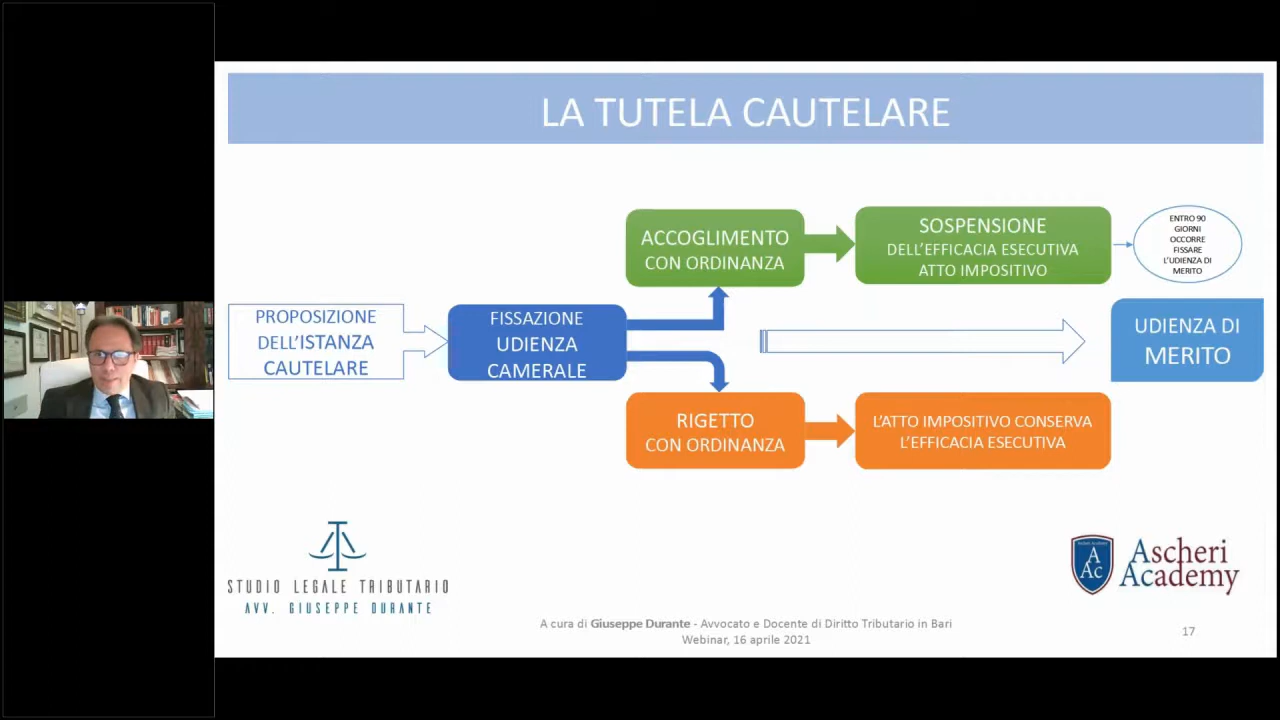 LA TUTELA CAUTELARE
PROPOSIZIONE
DELL'ISTANZA
CAUTELARE
FISSAZIONE
UDIENZA
CAMERALE
ACCOGLIMENTO
CON ORDINANZA
SOSPENSIONE
DELL'EFFICACIA ESECUTIVA
ATTO IMPOSITIVO
ENTRO 90
GIORNI
OCCORRE
FISSARE
L'UDIENZA DI
MERITO
UDIENZA DI
MERITO
RIGETTO
CON ORDINANZA
L'ATTO IMPOSITIVO CONSERVA
L'EFFICACIA ESECUTIVA
STUDIO LEGALE TRIBUTARIO
AVV. GIUSEPPE DURANTE
A
Ac
Ascheri
Academy
A cura di Giuseppe Durante - Avvocato e Docente di Diritto Tributario in Bari
Webinar, 16 aprile 2021
17